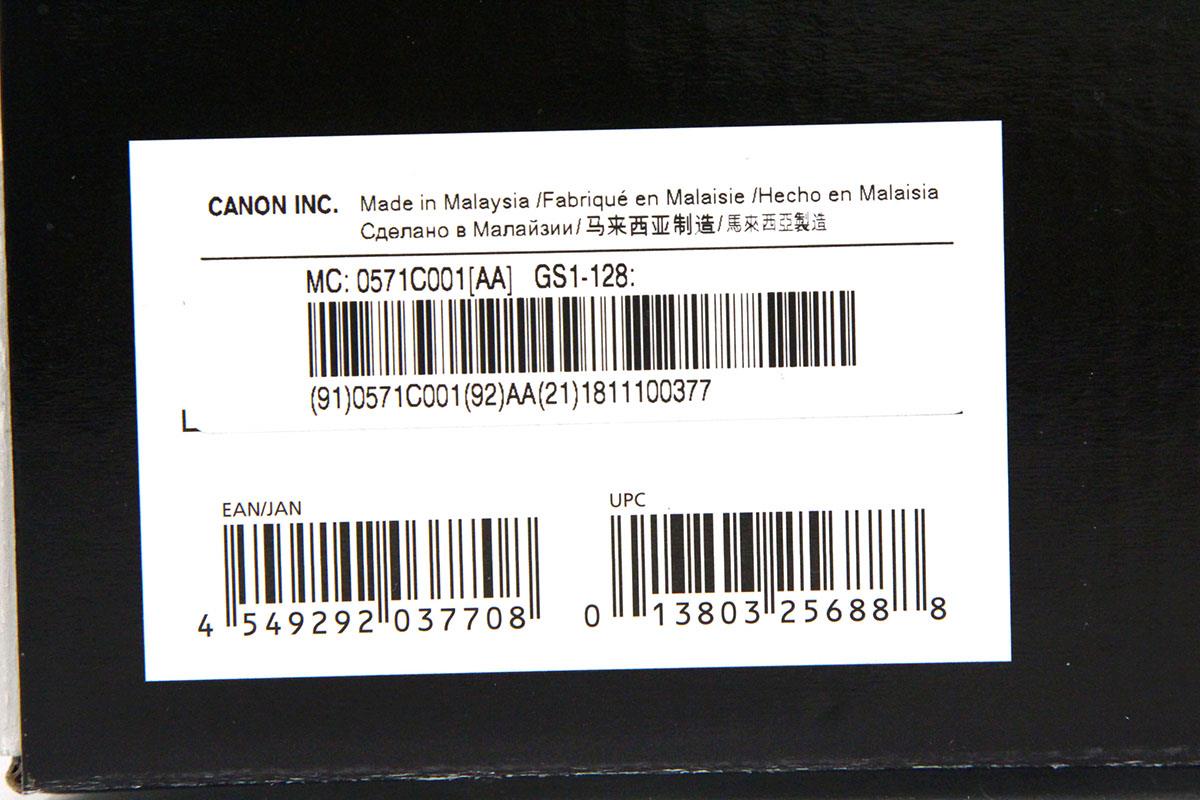 CANON INC. Made in Malaysia /Fabriqué en Malaisie /Hecho en Malaisia
Сделано в Малайзии/马来西亚制造/馬來西亞製造
MC: 0571C001[AA] GS1-128:
(91)0571C001(92)AA(21)1811100377
L
EAN/JAN
4 549292 037708
UPC
0 13803 25688 8